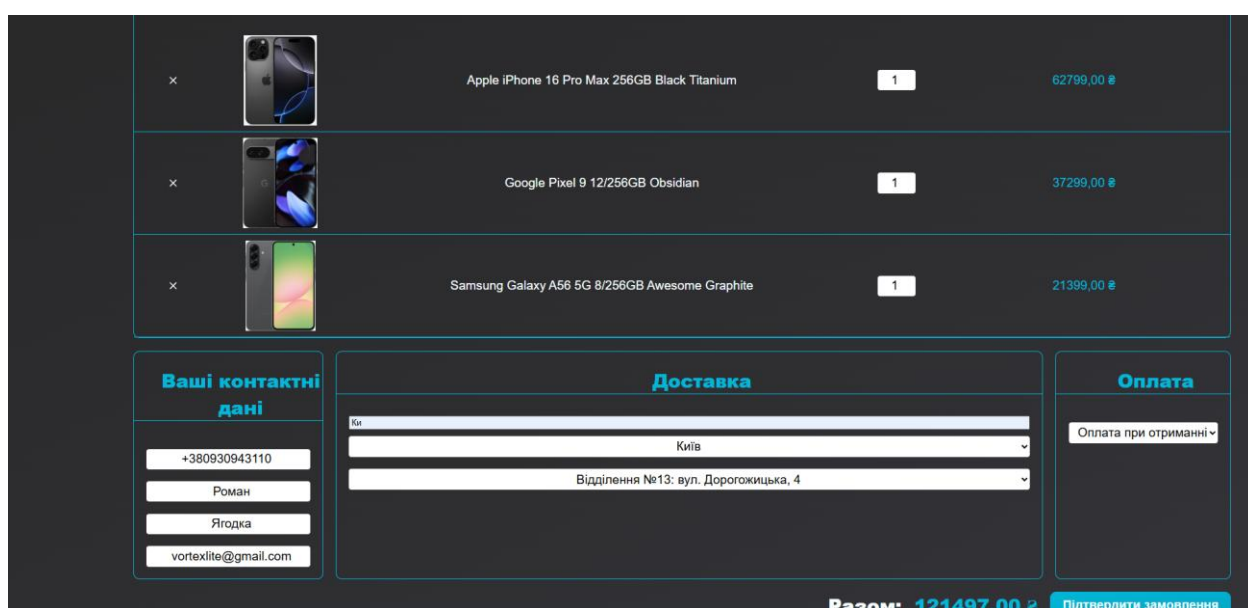 × Apple iPhone 16 Pro Max 256GB Black Titanium 1 62799,00 ₴
× Google Pixel 9 12/256GB Obsidian 1 37299,00 ₴
× Samsung Galaxy A56 5G 8/256GB Awesome Graphite 1 21399,00 ₴
Ваші контактні
дані
+380930943110
Роман
Ягодка
vortexlite@gmail.com
Доставка
Ки
Київ
Відділення №13: вул. Дорогожицька, 4
Оплата
Оплата при отриманні
Разом: 121497,00 ₴ Підтвердити замовлення